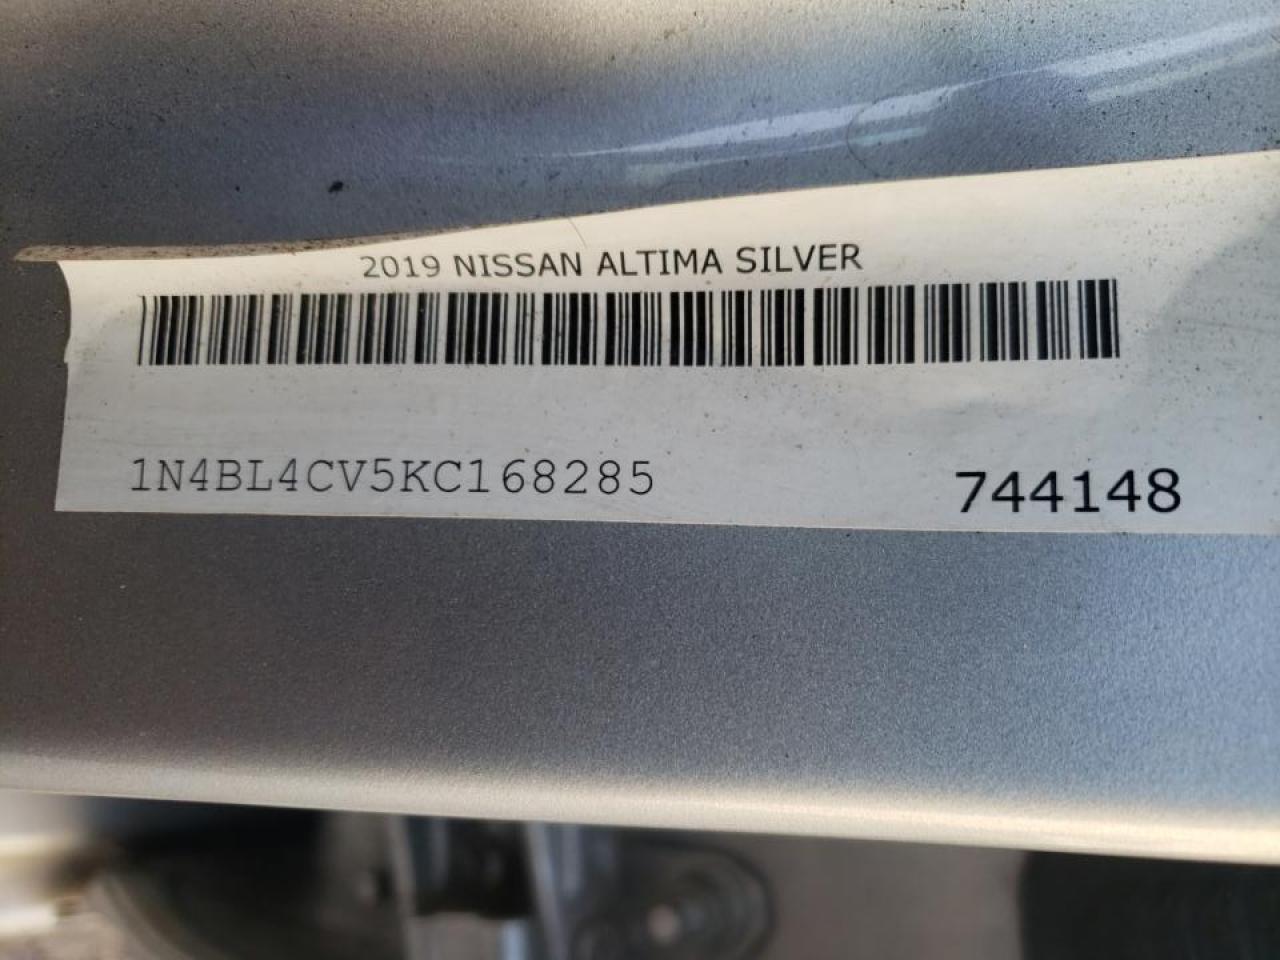 2019 NISSAN ALTIMA SILVER
1N4BL4CV5KC168285 744148